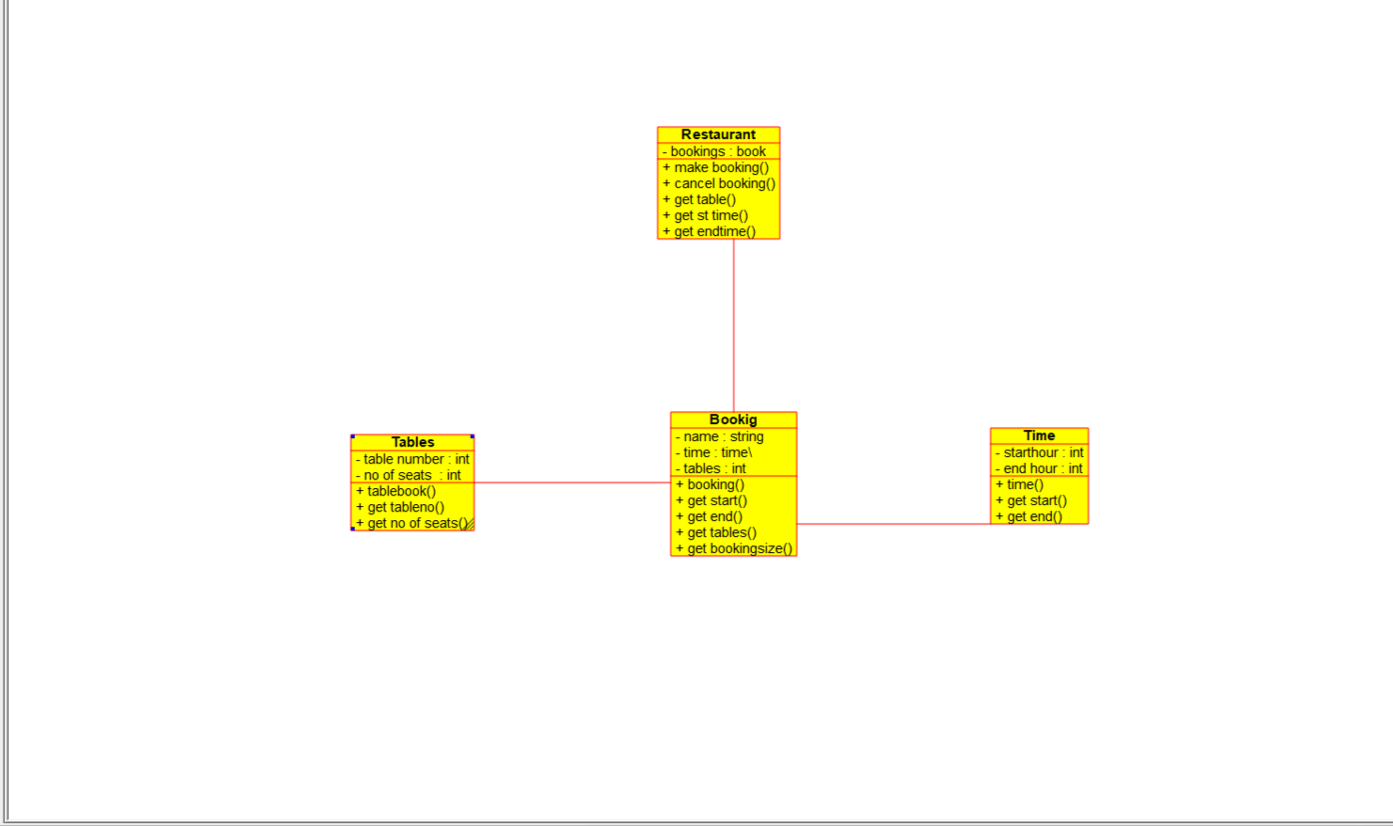 Restaurant
- bookings : book
+ make booking()
+ cancel booking()
+ get table()
+ get st time()
+ get endtime()
Tables
- table number : int
- no of seats  : int
+ tablebook()
+ get tableno()
+ get no of seats()
Bookig
- name : string
- time : time\
- tables : int
+ booking()
+ get start()
+ get end()
+ get tables()
+ get bookingsize()
Time
- starthour : int
- end hour : int
+ time()
+ get start()
+ get end()